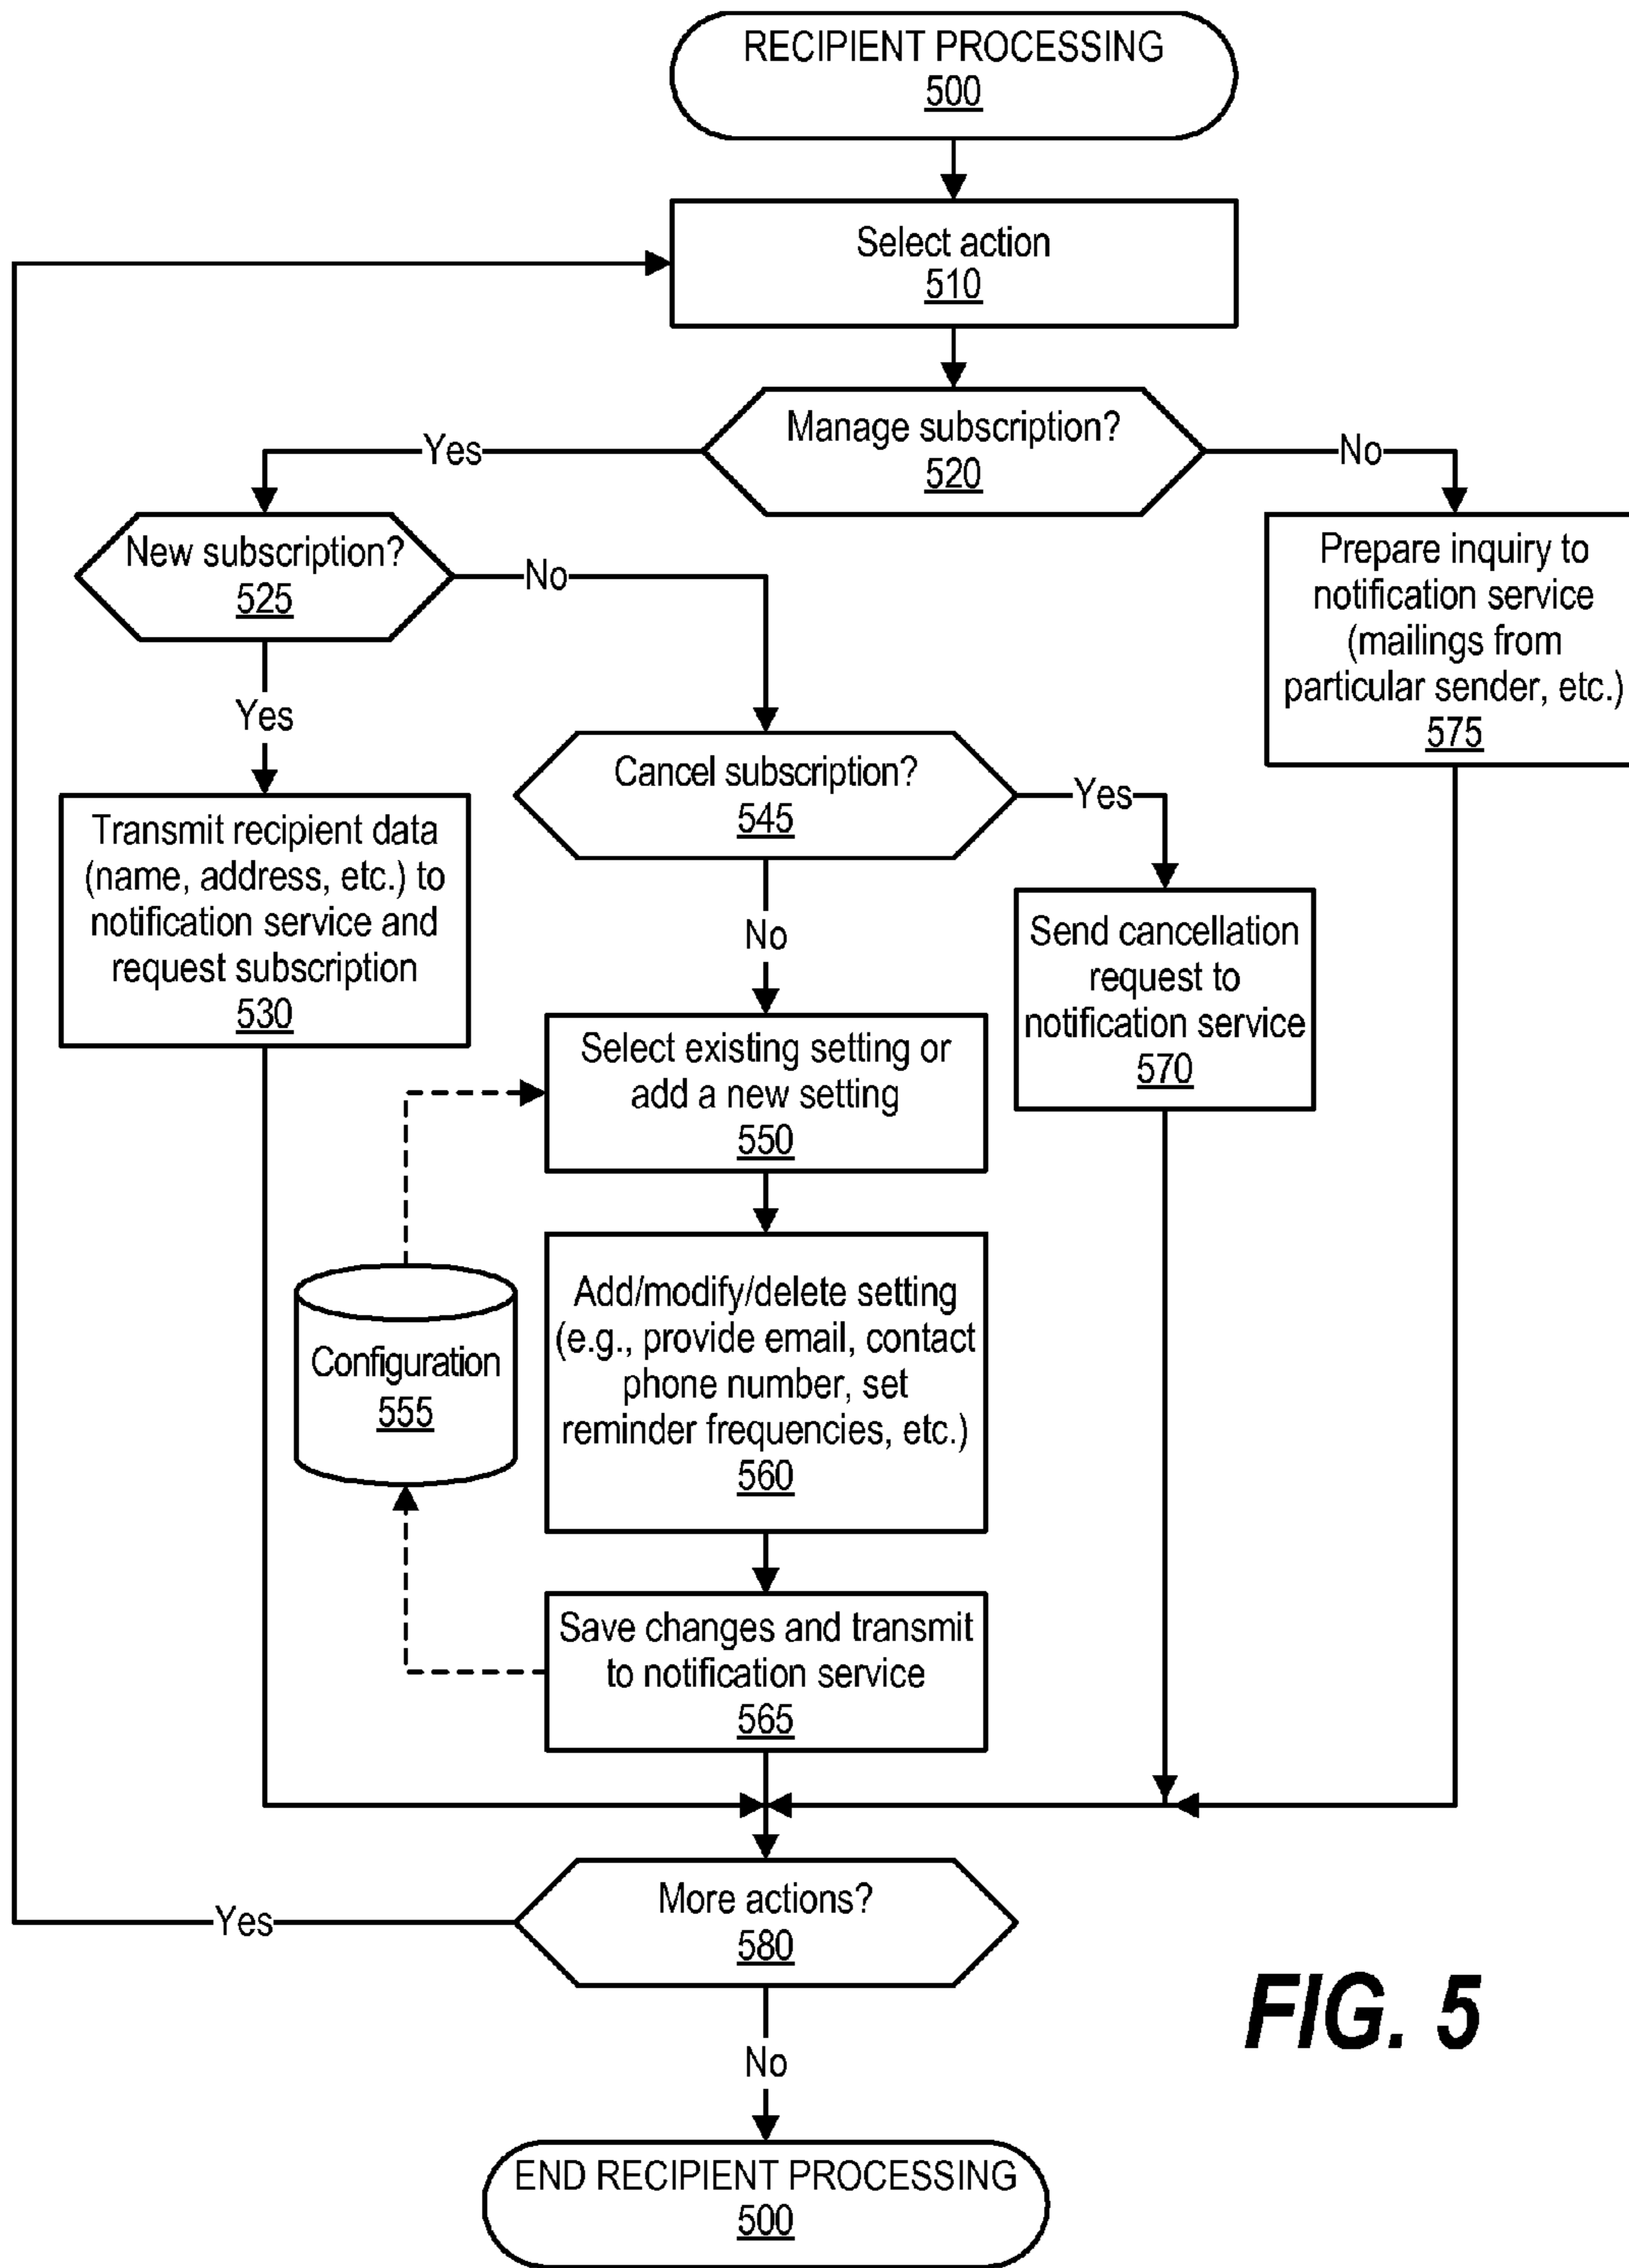 RECIPIENT PROCESSING
500
Select action
510
Manage subscription?
520
Yes
No
New subscription?
525
No
Yes
Prepare inquiry to
notification service
(mailings from
particular sender, etc.)
575
Cancel subscription?
545
Yes
No
Transmit recipient data
(name, address, etc.) to
notification service and
request subscription
530
Send cancellation
request to
notification service
570
Select existing setting or
add a new setting
550
Configuration
555
Add/modify/delete setting
(e.g., provide email, contact
phone number, set
reminder frequencies, etc.)
560
Save changes and transmit
to notification service
565
More actions?
580
Yes
No
FIG. 5
END RECIPIENT PROCESSING
500